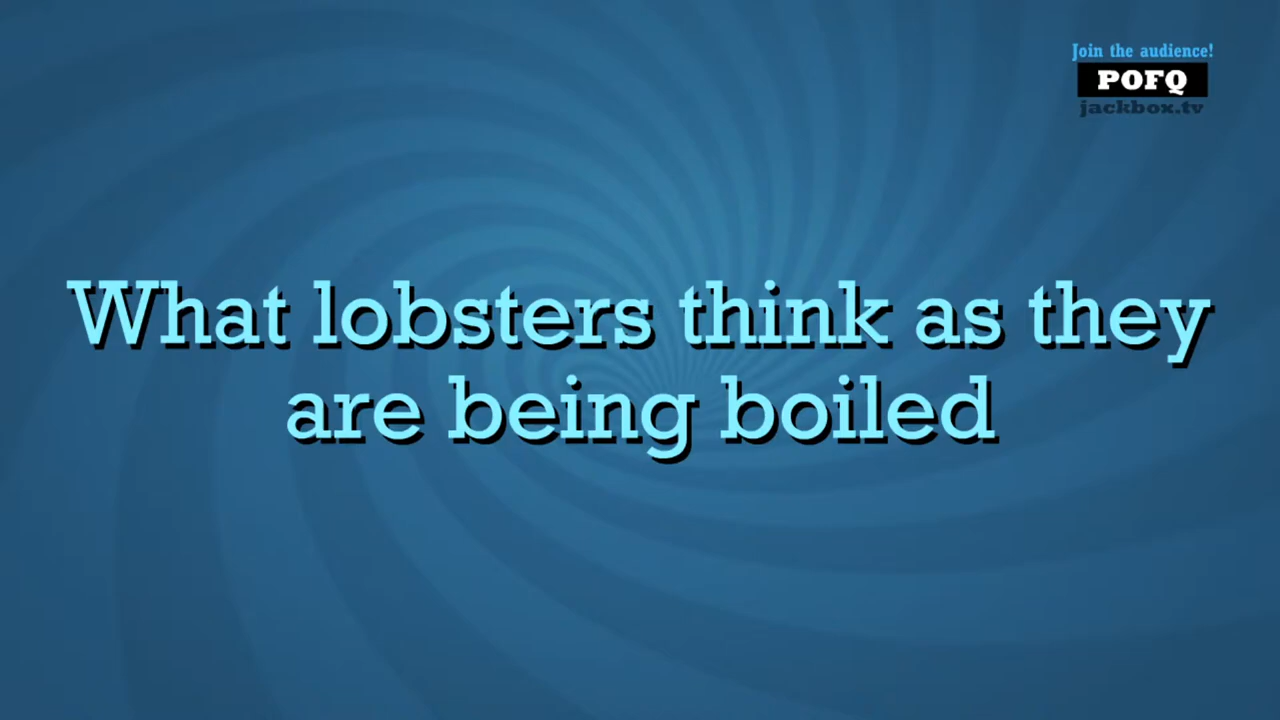 Join the audience!
POFQ
jackbox.tv
What lobsters think as they
are being boiled